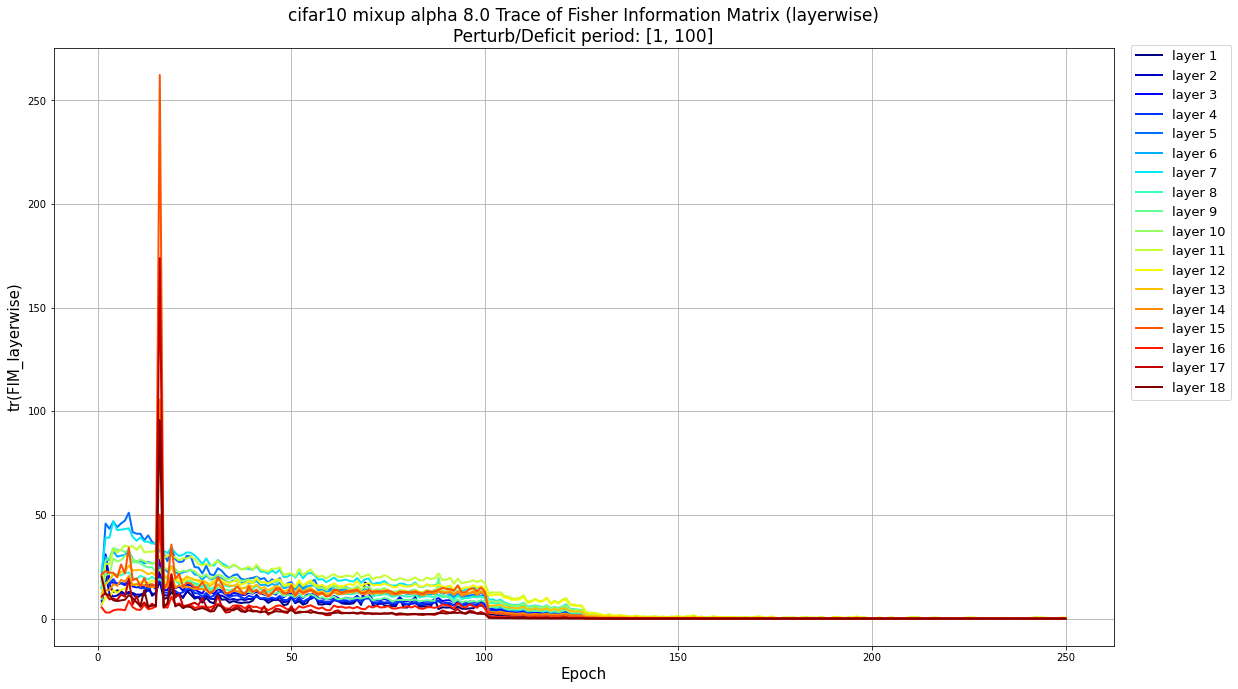 cifar10 mixup alpha 8.0 Trace of Fisher Information Matrix (layerwise)
Perturb/Deficit period: [1, 100]
tr(FIM_layerwise)
250
200
150
100
50
0
0 50 100 150 200 250
Epoch
layer 1
layer 2
layer 3
layer 4
layer 5
layer 6
layer 7
layer 8
layer 9
layer 10
layer 11
layer 12
layer 13
layer 14
layer 15
layer 16
layer 17
layer 18